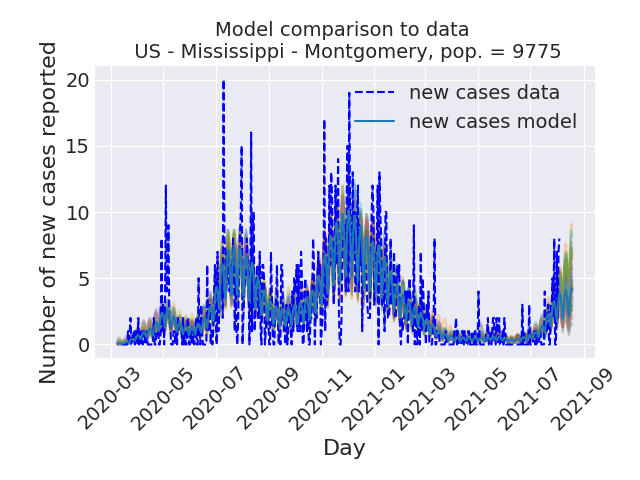 Model comparison to data
US - Mississippi - Montgomery, pop. = 9775
new cases data
new cases model
Number of new cases reported
20
15
10
5
0
2020-03
2020-05
2020-07
2020-09
2020-11
2021-01
2021-03
2021-05
2021-07
2021-09
Day